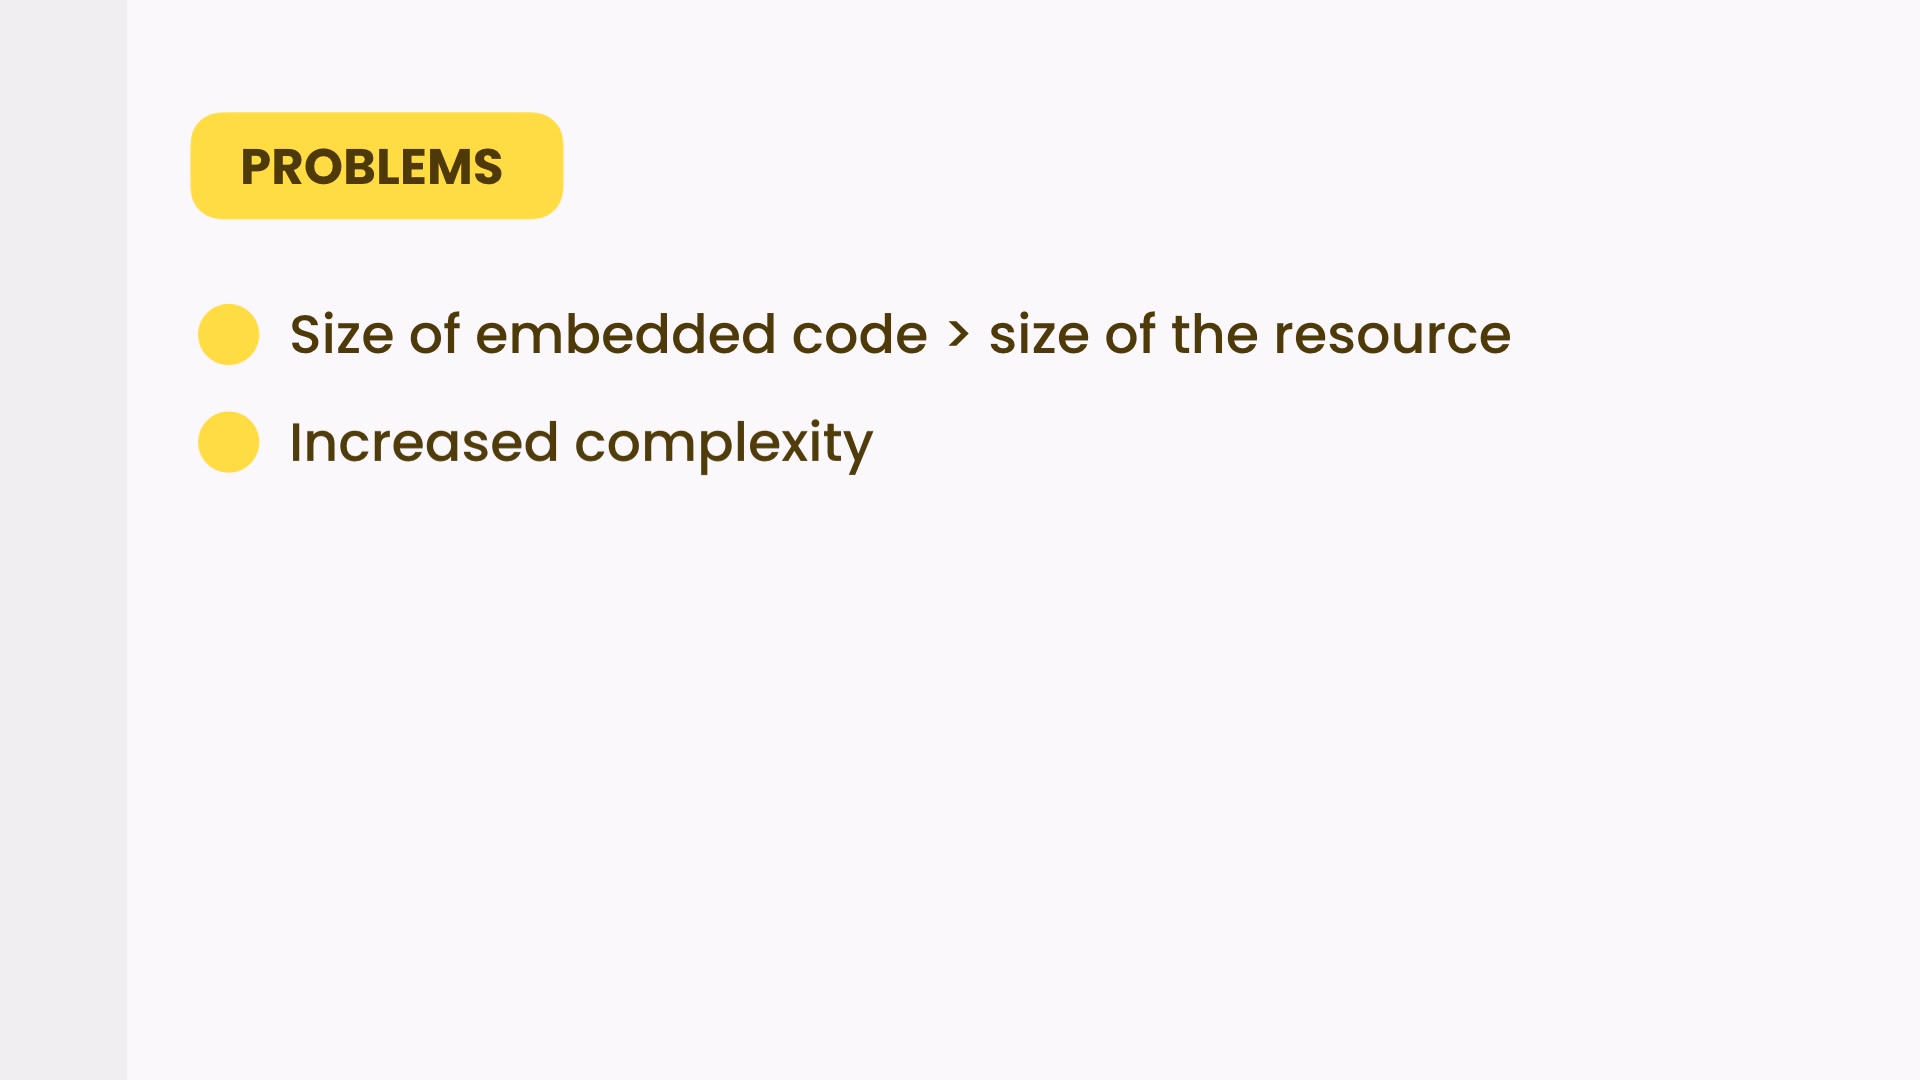 PROBLEMS
Size of embedded code > size of the resource
Increased complexity